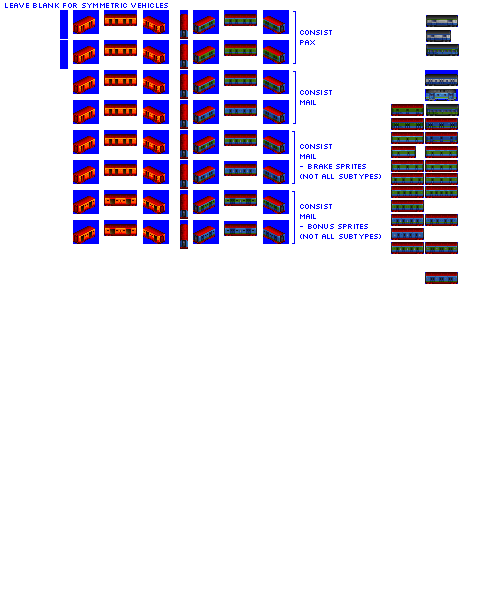 LEAVE BLANK FOR SYMMETRIC VEHICLES
CONSIST
PAX
CONSIST
MAIL
CONSIST
MAIL
- BRAKE SPRITES
(NOT ALL SUBTYPES)
CONSIST
MAIL
- BONUS SPRITES
(NOT ALL SUBTYPES)